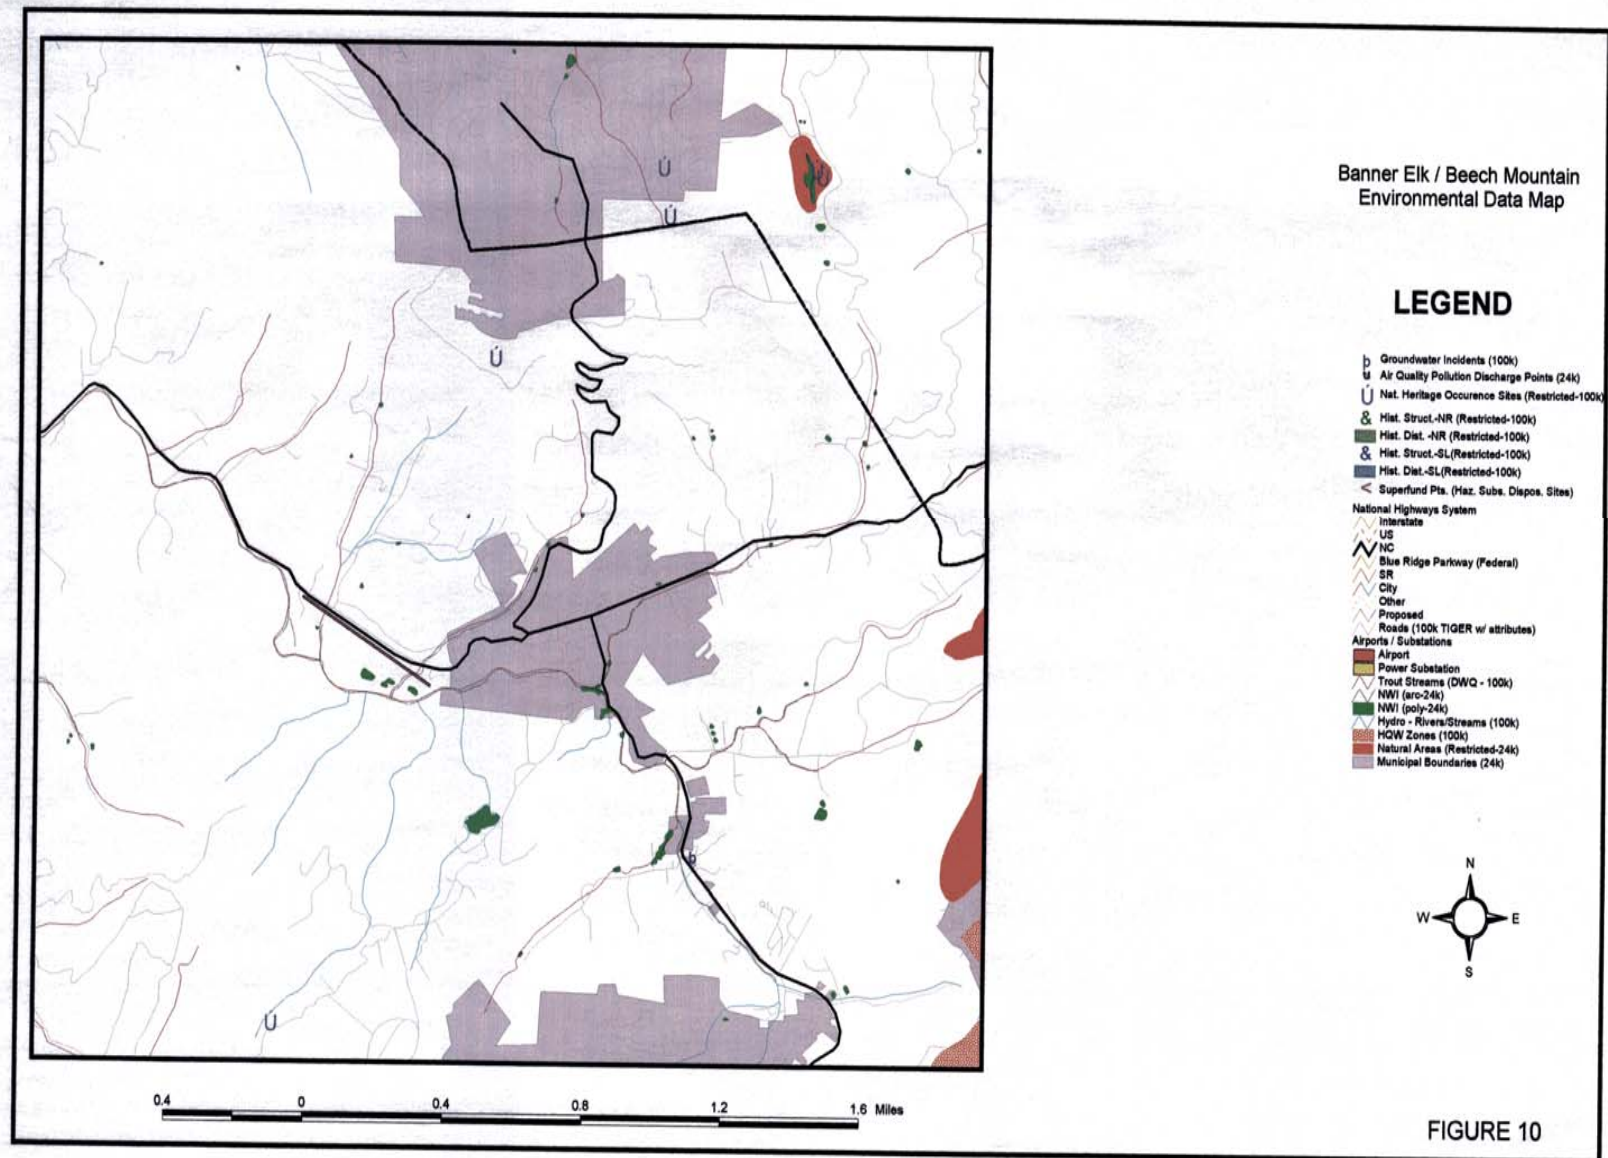 Banner Elk / Beech Mountain
Environmental Data Map
LEGEND
þ Groundwater Incidents (100k)
u Air Quality Pollution Discharge Points (24k)
Ú Nat. Heritage Occurence Sites (Restricted-100k)
& Hist. Struct.-NR (Restricted-100k)
Hist. Dist. -NR (Restricted-100k)
& Hist. Struct.-SL(Restricted-100k)
Hist. Dist.-SL(Restricted-100k)
< Superfund Pts. (Haz. Subs. Dispos. Sites)
National Highways System
Interstate
US
NC
Blue Ridge Parkway (Federal)
SR
City
Other
Proposed
Roads (100k TIGER w/ attributes)
Airports / Substations
Airport
Power Substation
Trout Streams (DWQ - 100k)
NWI (arc-24k)
NWI (poly-24k)
Hydro - Rivers/Streams (100k)
HQW Zones (100k)
Natural Areas (Restricted-24k)
Municipal Boundaries (24k)
N
W E
S
Ú
Ú
Ú
Ú
þ
Ú
0.4 0 0.4 0.8 1.2 1.6 Miles
FIGURE 10